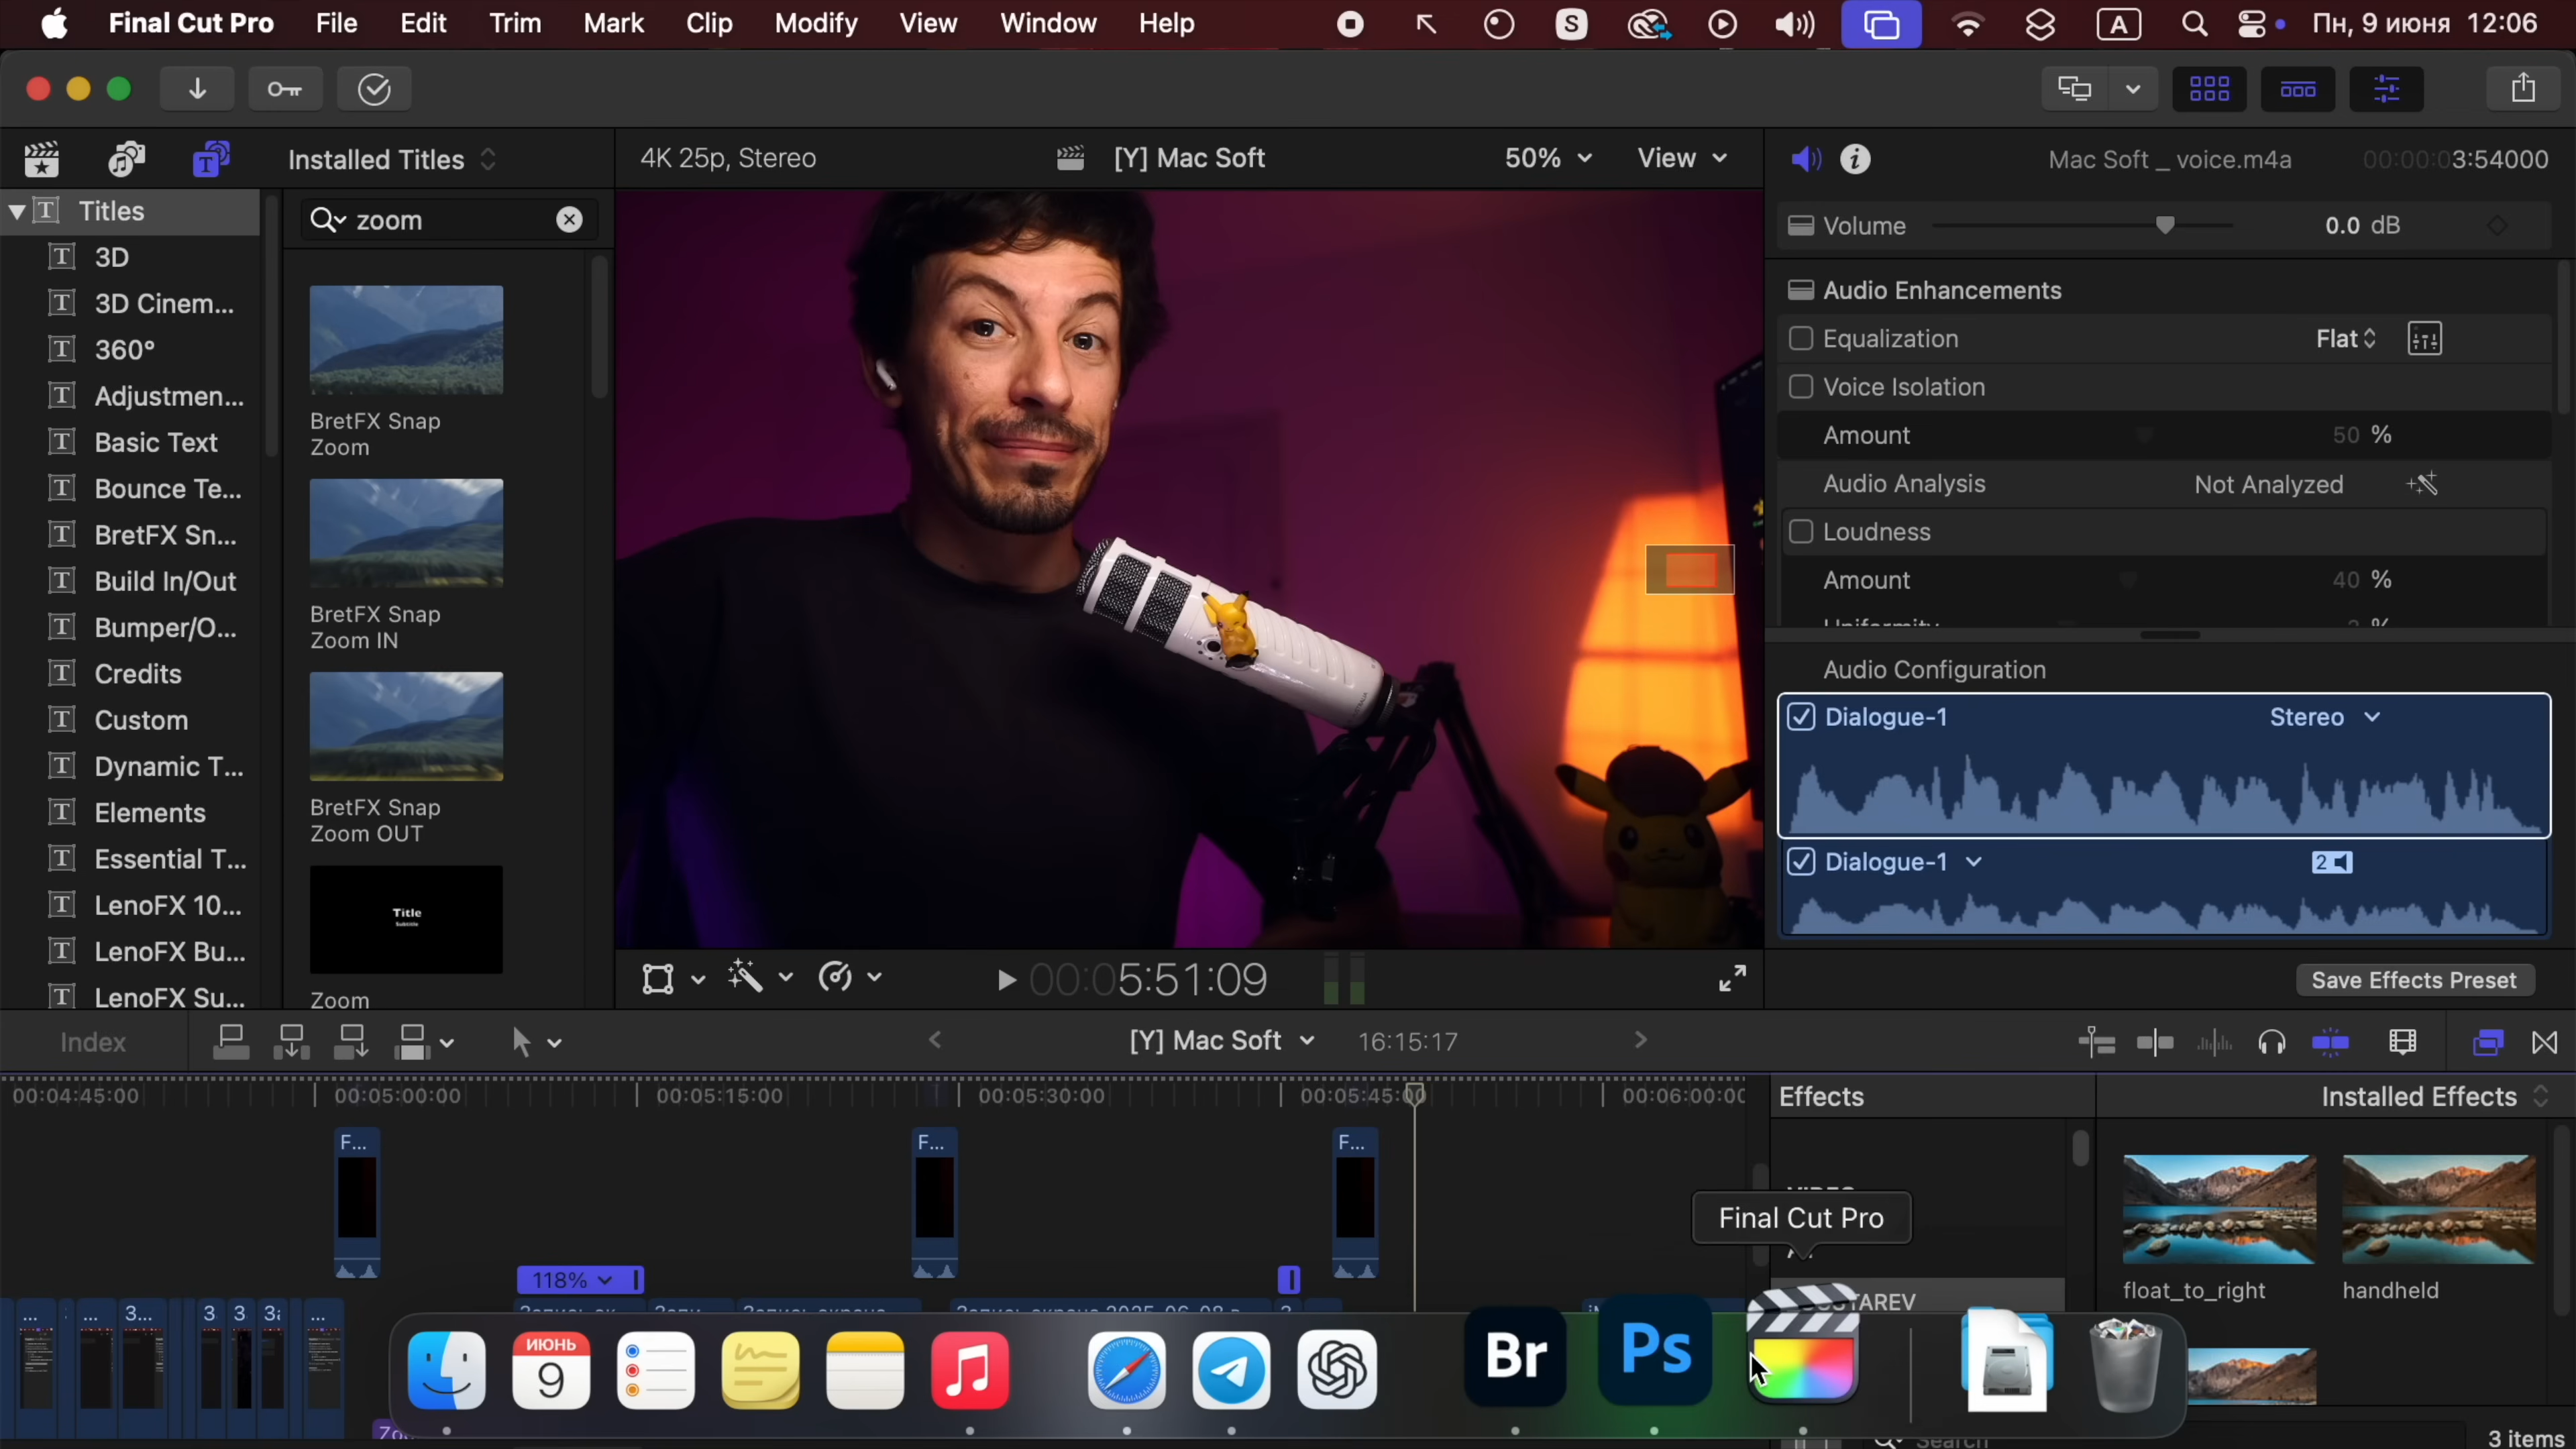 Final Cut Pro File Edit Trim Mark Clip Modify View Window Help S A Пн, 9 июня 12:06
Installed Titles
4K 25p, Stereo [Y] Mac Soft 50% View
Mac Soft _ voice.m4a 00:00:03:54000
Titles
3D
3D Cinem...
360°
Adjustmen...
Basic Text
Bounce Te...
BretFX Sn...
Build In/Out
Bumper/O...
Credits
Custom
Dynamic T...
Elements
Essential T...
LenoFX 10...
LenoFX Bu...
LenoFX Su...
zoom
BretFX Snap
Zoom
BretFX Snap
Zoom IN
BretFX Snap
Zoom OUT
Title
Subtitle
Zoom
Volume 0.0 dB
Audio Enhancements
Equalization Flat
Voice Isolation
Amount 50 %
Audio Analysis Not Analyzed
Loudness
Amount 40 %
Uniformity %
Audio Configuration
Dialogue-1 Stereo
Dialogue-1 2
Save Effects Preset
00:05:51:09
Index [Y] Mac Soft 16:15:17
00:04:45:00 00:05:00:00 00:05:15:00 00:05:30:00 00:05:45:00 00:06:00:00
F... F... F...
118%
... : ... 3... 3 3 ...
Effects Installed Effects
VIDEO
Final Cut Pro
float_to_right handheld
ИЮНЬ
9
Br Ps
Search
3 items